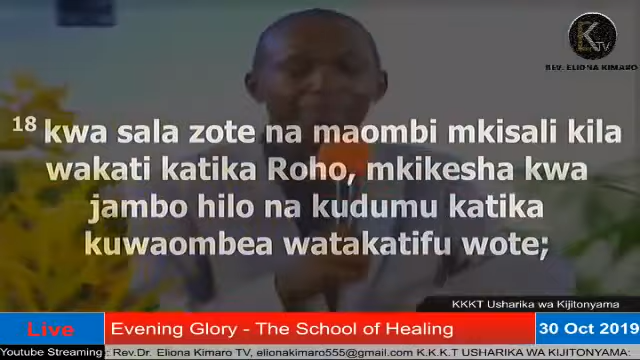 K TV
REV. ELIONA KIMARO
18 kwa sala zote na maombi mkisali kila
wakati katika Roho, mkikesha kwa
jambo hilo na kudumu katika
kuwaombea watakatifu wote;
KKKT Usharika wa Kijitonyama
Live Evening Glory - The School of Healing 30 Oct 2019
Youtube Streaming : Rev.Dr. Eliona Kimaro TV, elionakimaro555@gmail.com K.K.K.T USHARIKA WA KIJITONYAMA: